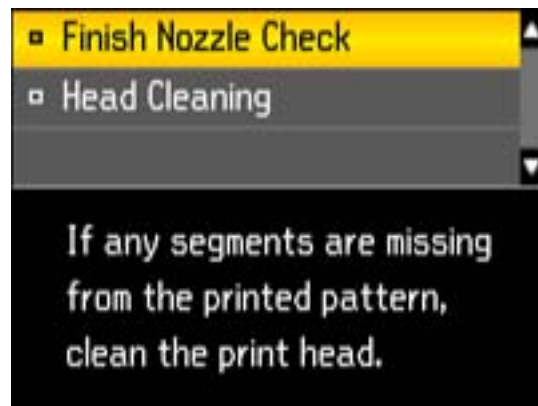 Finish Nozzle Check
Head Cleaning
If any segments are missing
from the printed pattern,
clean the print head.